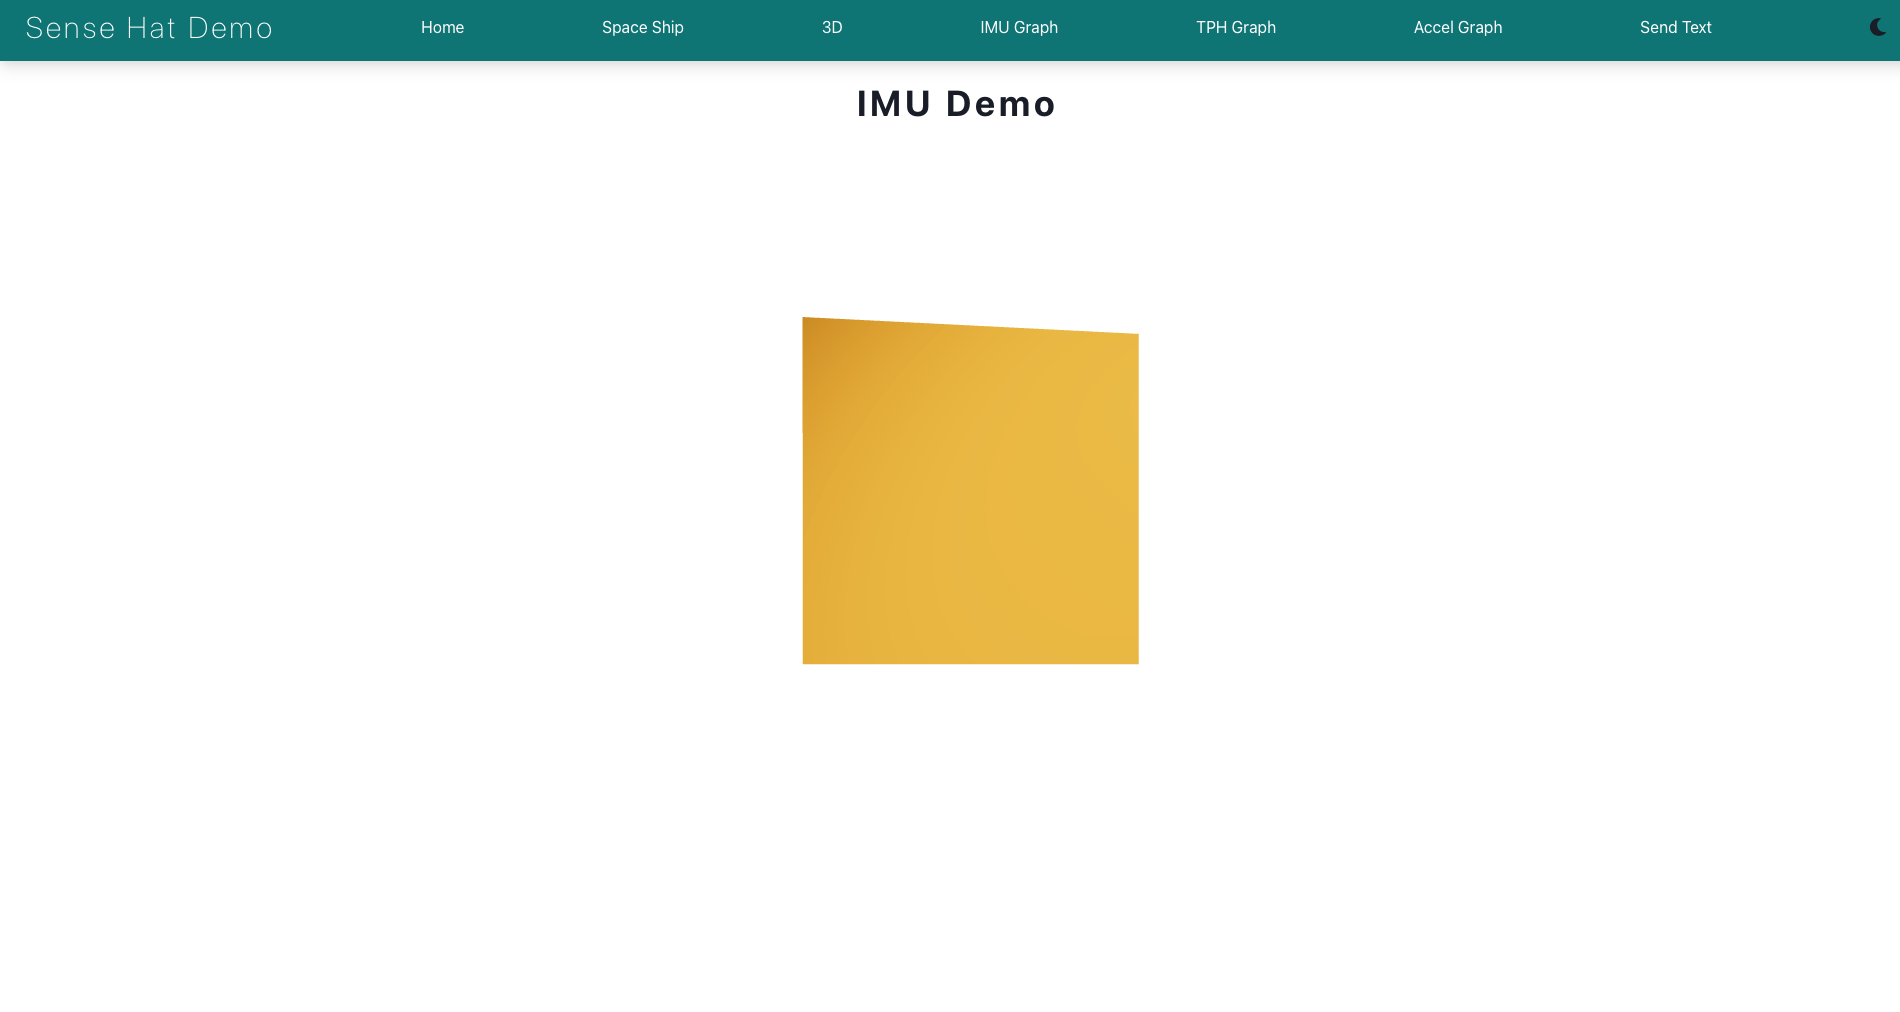 Sense Hat Demo
Home
Space Ship
3D
IMU Graph
TPH Graph
Accel Graph
Send Text
IMU Demo